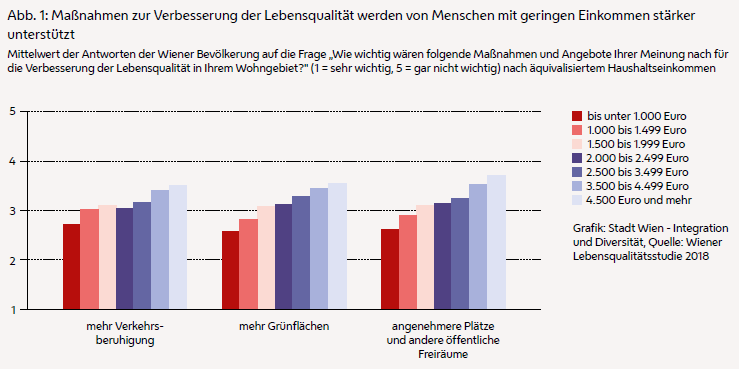 Abb. 1: Maßnahmen zur Verbesserung der Lebensqualität werden von Menschen mit geringen Einkommen stärker
unterstützt
Mittelwert der Antworten der Wiener Bevölkerung auf die Frage „Wie wichtig wären folgende Maßnahmen und Angebote Ihrer Meinung nach für
die Verbesserung der Lebensqualität in Ihrem Wohngebiet?" (1 = sehr wichtig, 5 = gar nicht wichtig) nach äquivalisiertem Haushaltseinkommen
5
4
3
2
1
mehr Verkehrs-
beruhigung
mehr Grünflächen
angenehmere Plätze
und andere öffentliche
Freiräume
bis unter 1.000 Euro
1.000 bis 1.499 Euro
1.500 bis 1.999 Euro
2.000 bis 2.499 Euro
2.500 bis 3.499 Euro
3.500 bis 4.499 Euro
4.500 Euro und mehr
Grafik: Stadt Wien - Integration
und Diversität, Quelle: Wiener
Lebensqualitätsstudie 2018